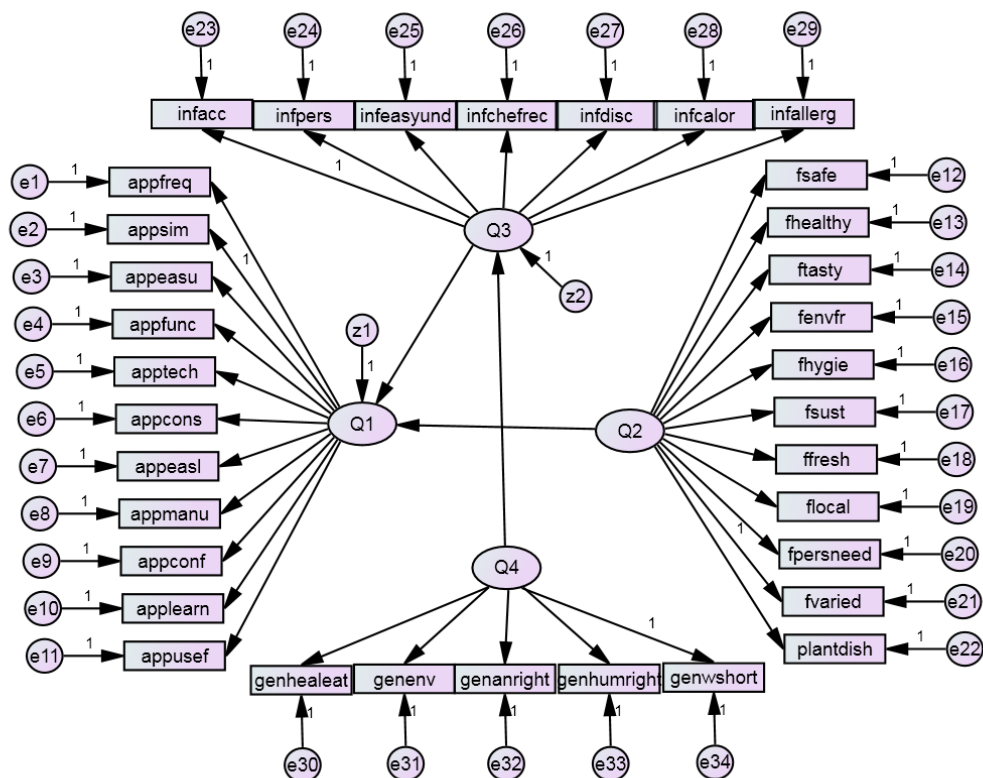 e23 e24 e25 e26 e27 e28 e29
1 1 1 1 1 1 1
infacc infpers infeasyund infchefrec infdisc infcalor infallerg
1
e1 1 appfreq
e2 1 appsim
1
e3 1 appeasu
e4 1 appfunc
e5 1 apptech
e6 1 appcons
e7 1 appeasl
e8 1 appmanu
e9 1 appconf
e10 1 applearn
e11 1 appusef
Q3
1
z2
z1
1
Q1
Q2
fsafe 1 e12
fhealthy 1 e13
ftasty 1 e14
fenvfr 1 e15
fhygie 1 e16
fsust 1 e17
ffresh 1 e18
flocal 1 e19
1
fpersneed 1 e20
fvaried 1 e21
plantdish 1 e22
Q4
1
genhealeat genenv genanright genhumright genwshort
1 1 1 1 1
e30 e31 e32 e33 e34